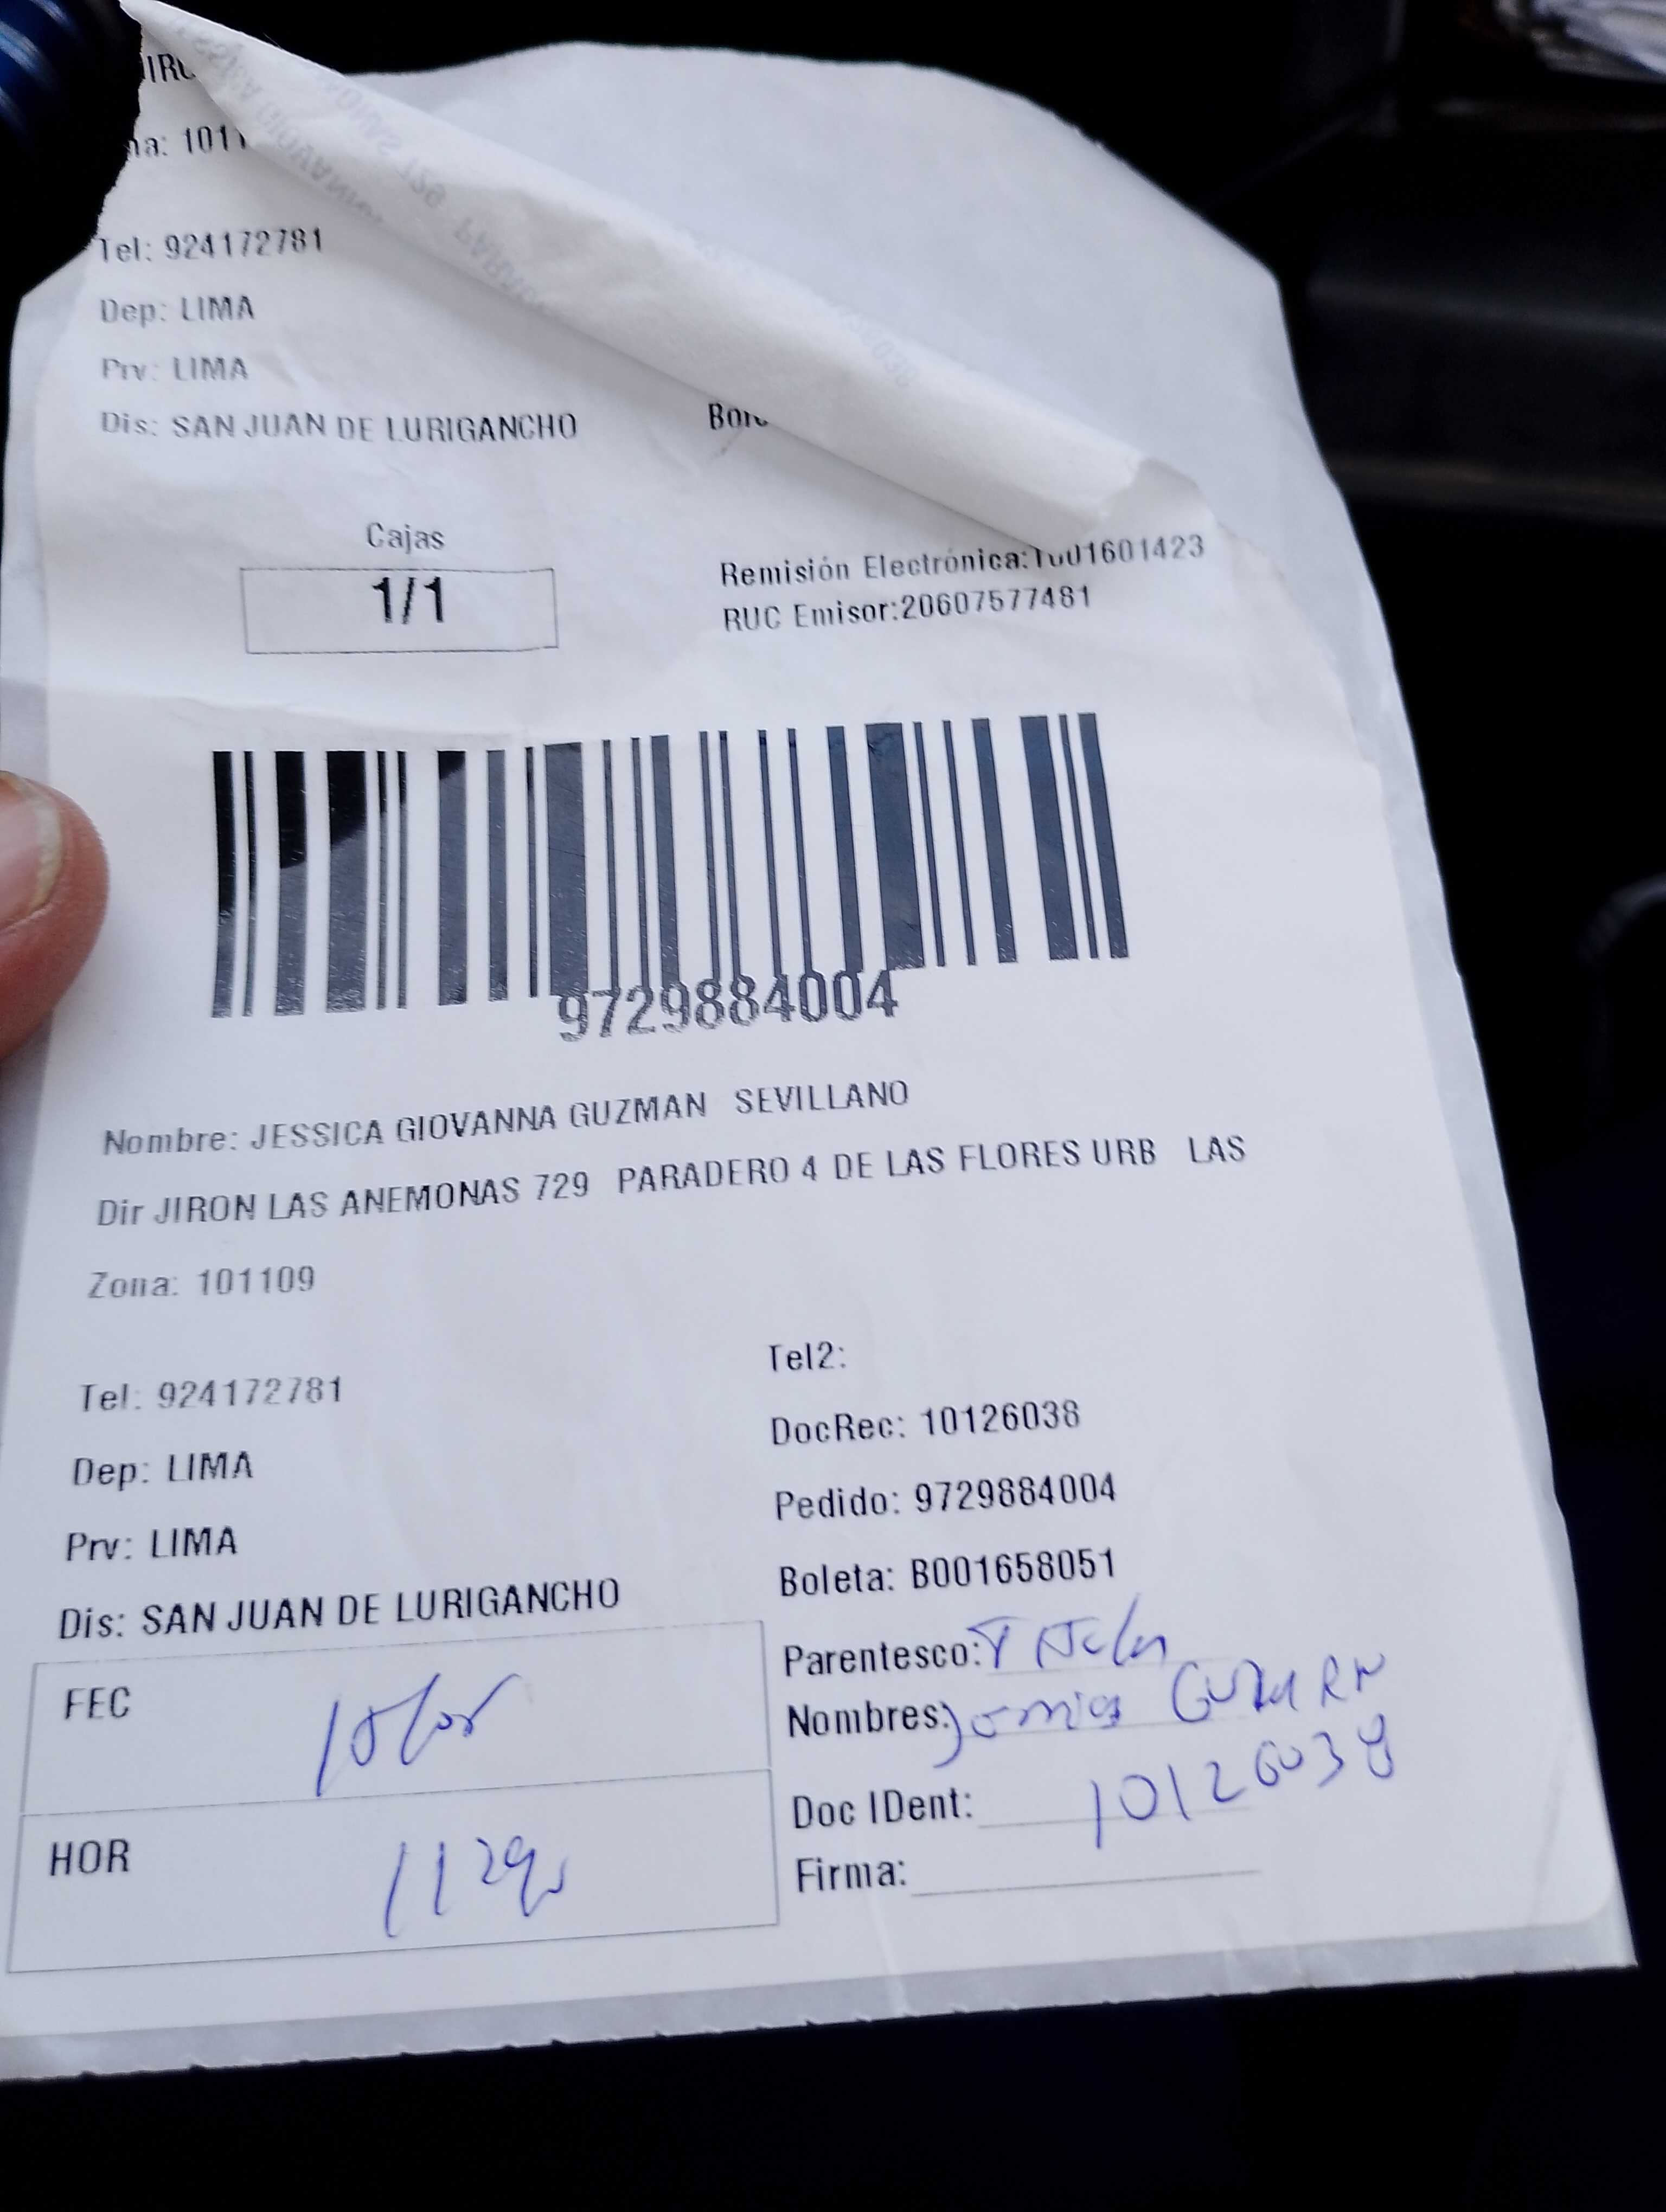 Tel: 924172781
Dep: LIMA
Prv: LIMA
Dis: SAN JUAN DE LURIGANCHO
Cajas
1/1
Remisión Electrónica:T001601423
RUC Emisor:20607577481
9729884004
Nombre: JESSICA GIOVANNA GUZMAN SEVILLANO
Dir JIRON LAS ANEMONAS 729 PARADERO 4 DE LAS FLORES URB LAS
Zona: 101109
Tel: 924172781
Tel2:
DocRec: 10126038
Dep: LIMA
Pedido: 9729884004
Prv: LIMA
Boleta: B001658051
Dis: SAN JUAN DE LURIGANCHO
Parentesco:
FEC
Nombres: GUZMAN
Doc IDent: 10126038
HOR
Firma: